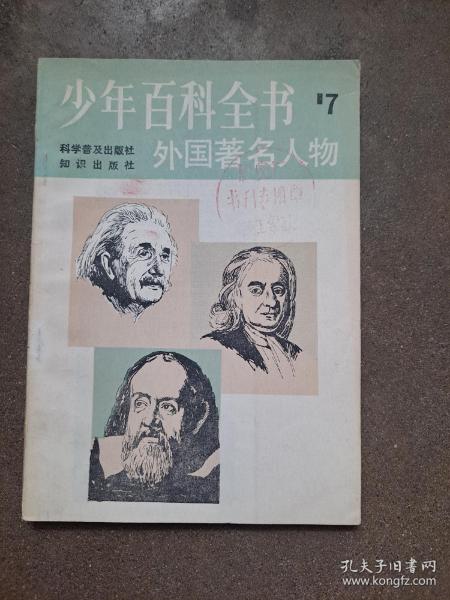 少年百科全书 17
科学普及出版社
知识出版社
外国著名人物
孔夫子旧书网
www.kongfz.com